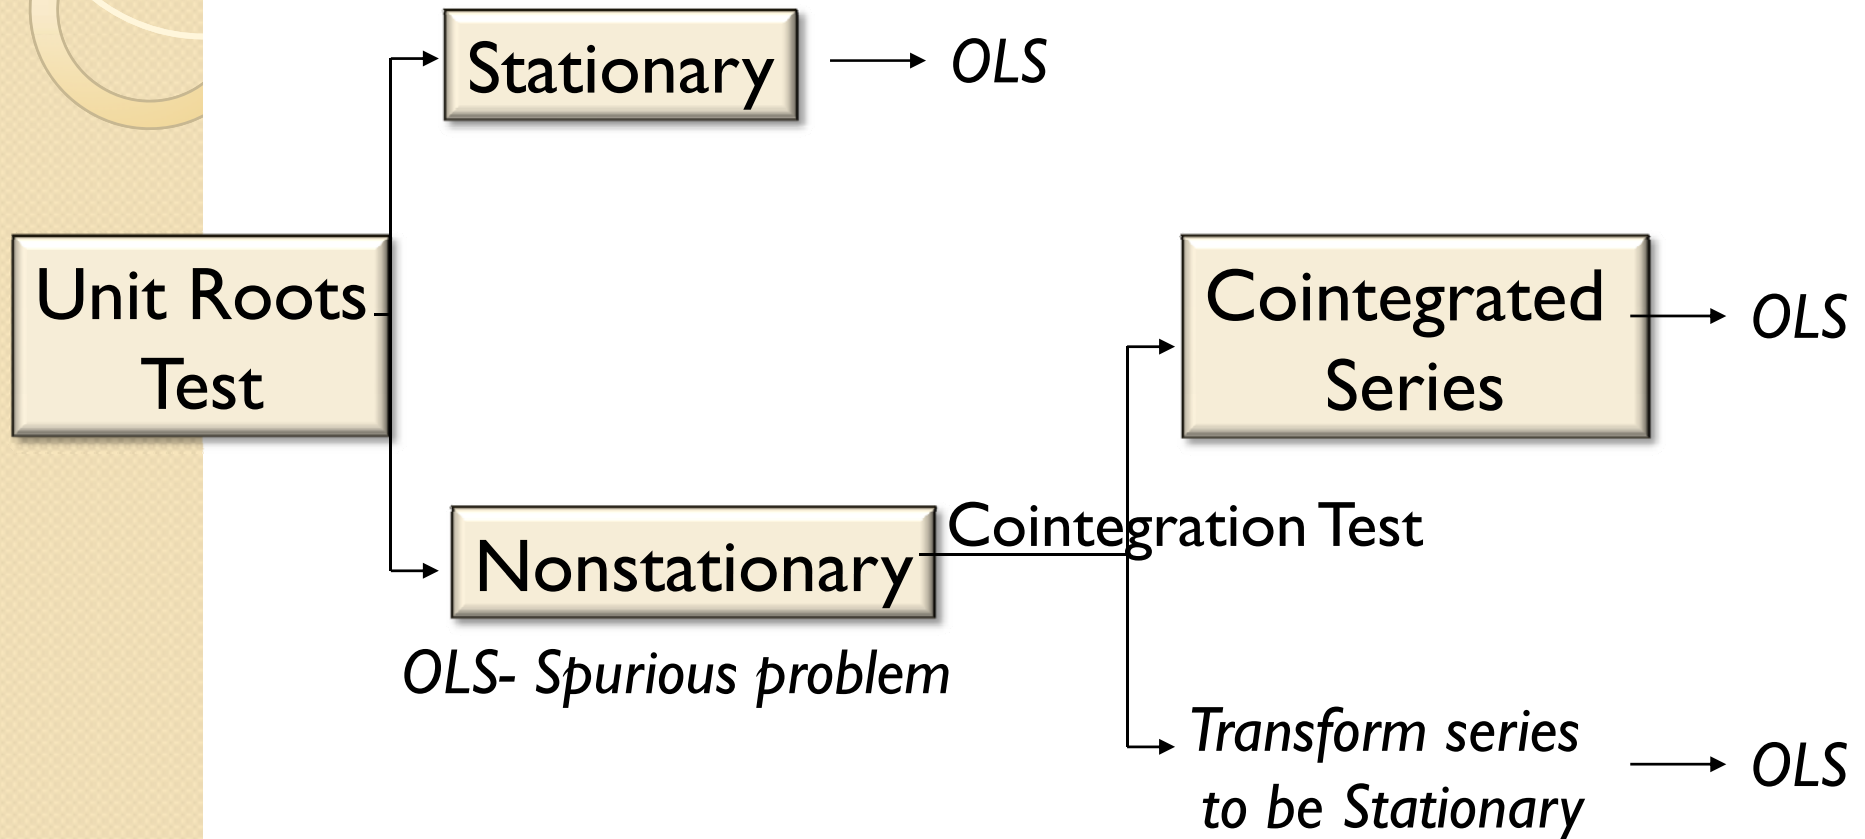 Stationary
OLS
Unit Roots
Test
Cointegrated
Series
OLS
Nonstationary
Cointegration Test
OLS- Spurious problem
Transform series
to be Stationary
OLS